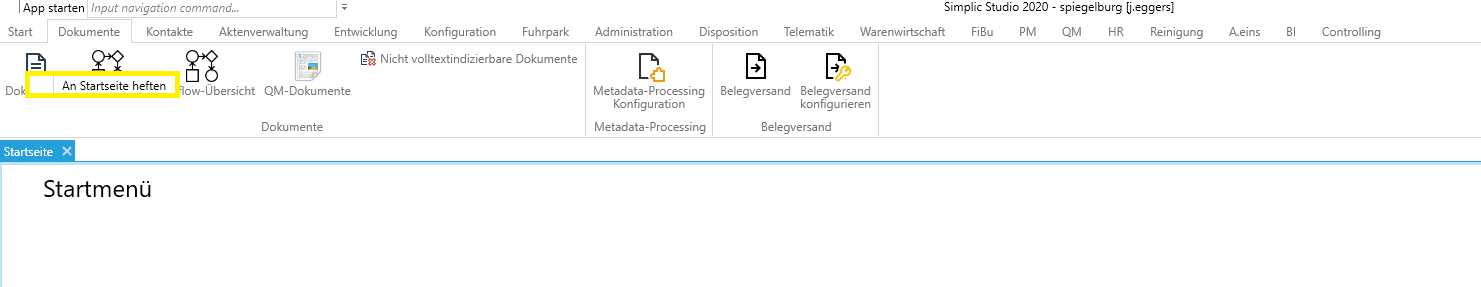 App starten Input navigation command... Simplic Studio 2020 - spiegelburg [j.eggers]
Start Dokumente Kontakte Aktenverwaltung Entwicklung Konfiguration Fuhrpark Administration Disposition Telematik Warenwirtschaft FiBu PM QM HR Reinigung A.eins BI Controlling
Nicht volltextindizierbare Dokumente
An Startseite heften
Dok flow-Übersicht QM-Dokumente Metadata-Processing Belegversand Belegversand
Konfiguration konfigurieren
Dokumente Metadata-Processing Belegversand
Startseite
Startmenü